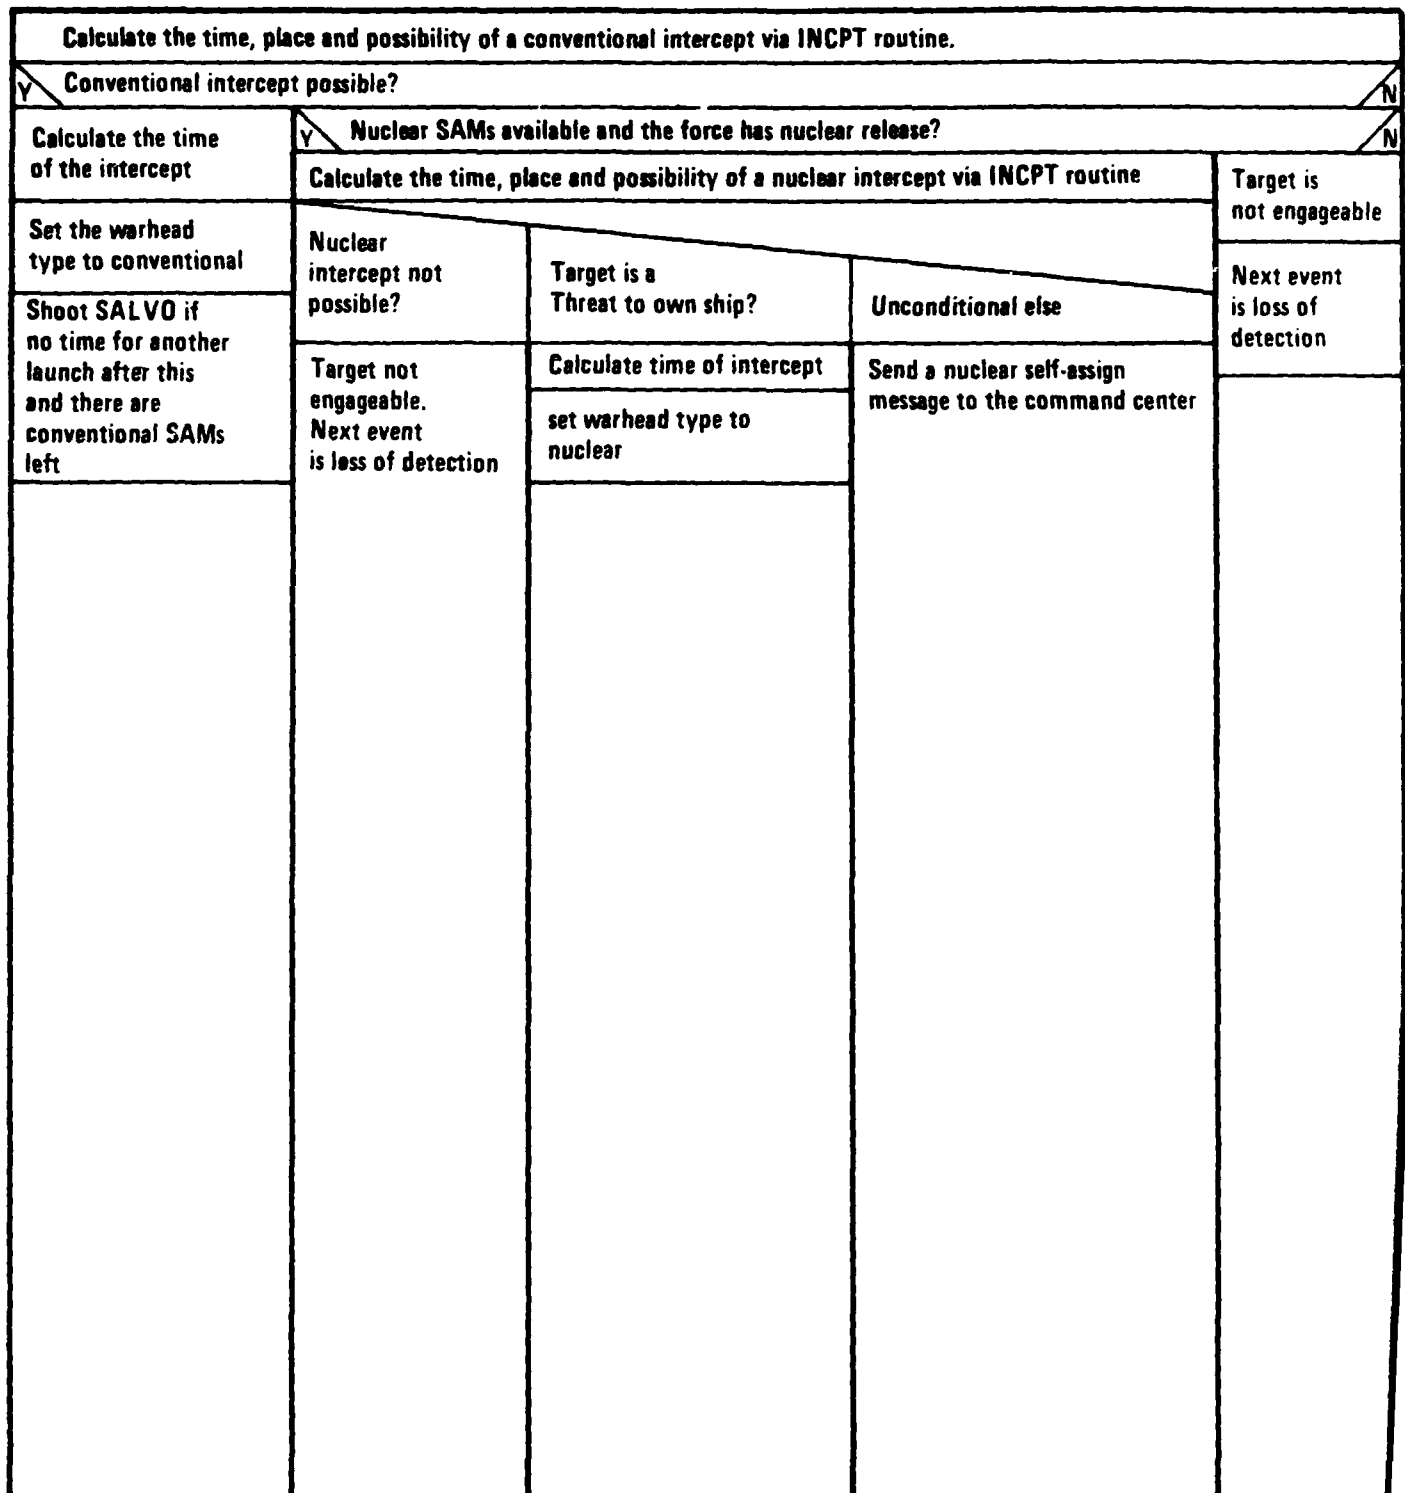 Calculate the time, place and possibility of a conventional intercept via INCPT routine.
Y
Conventional intercept possible?
N
Calculate the time
of the intercept
Set the warhead
type to conventional
Shoot SALVO if
no time for another
launch after this
and there are
conventional SAMs
left
Y
Nuclear SAMs available and the force has nuclear release?
N
Calculate the time, place and possibility of a nuclear intercept via INCPT routine
Nuclear
intercept not
possible?
Target not
engageable.
Next event
is loss of detection
Target is a
Threat to own ship?
Calculate time of intercept
set warhead type to
nuclear
Unconditional else
Send a nuclear self-assign
message to the command center
Target is
not engageable
Next event
is loss of
detection